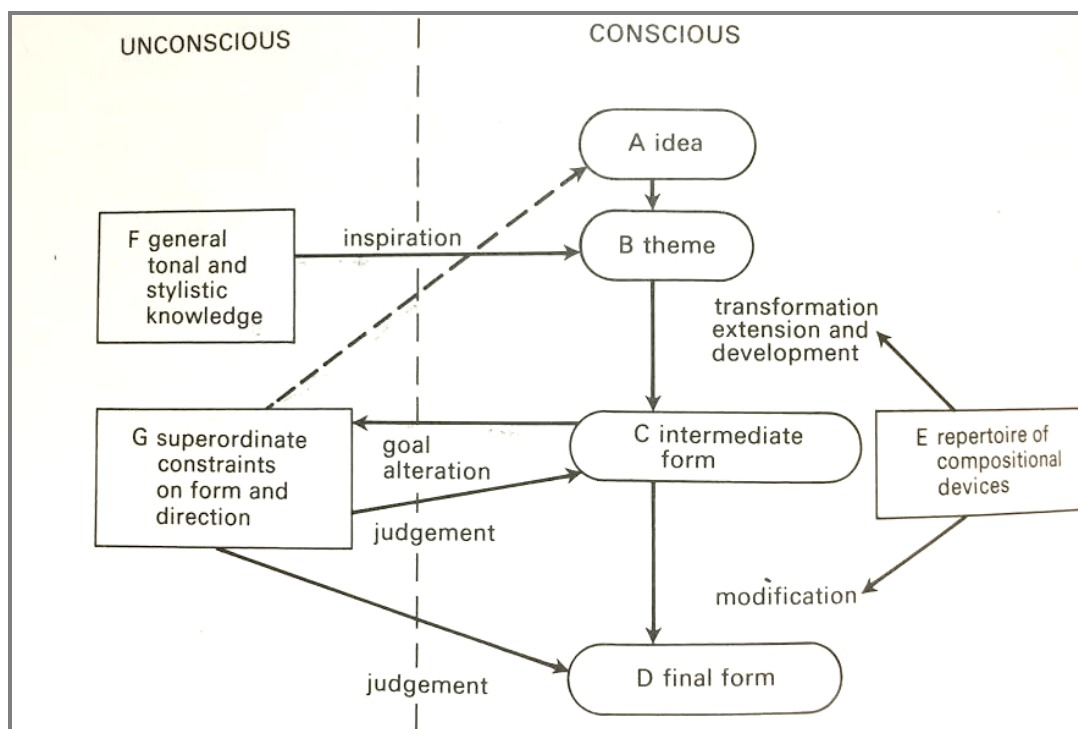 UNCONSCIOUS
CONSCIOUS
A idea
F general
tonal and
stylistic
knowledge
inspiration
B theme
transformation
extension and
development
G superordinate
constraints
on form and
direction
goal
alteration
judgement
C intermediate
form
E repertoire of
compositional
devices
modification
judgement
D final form